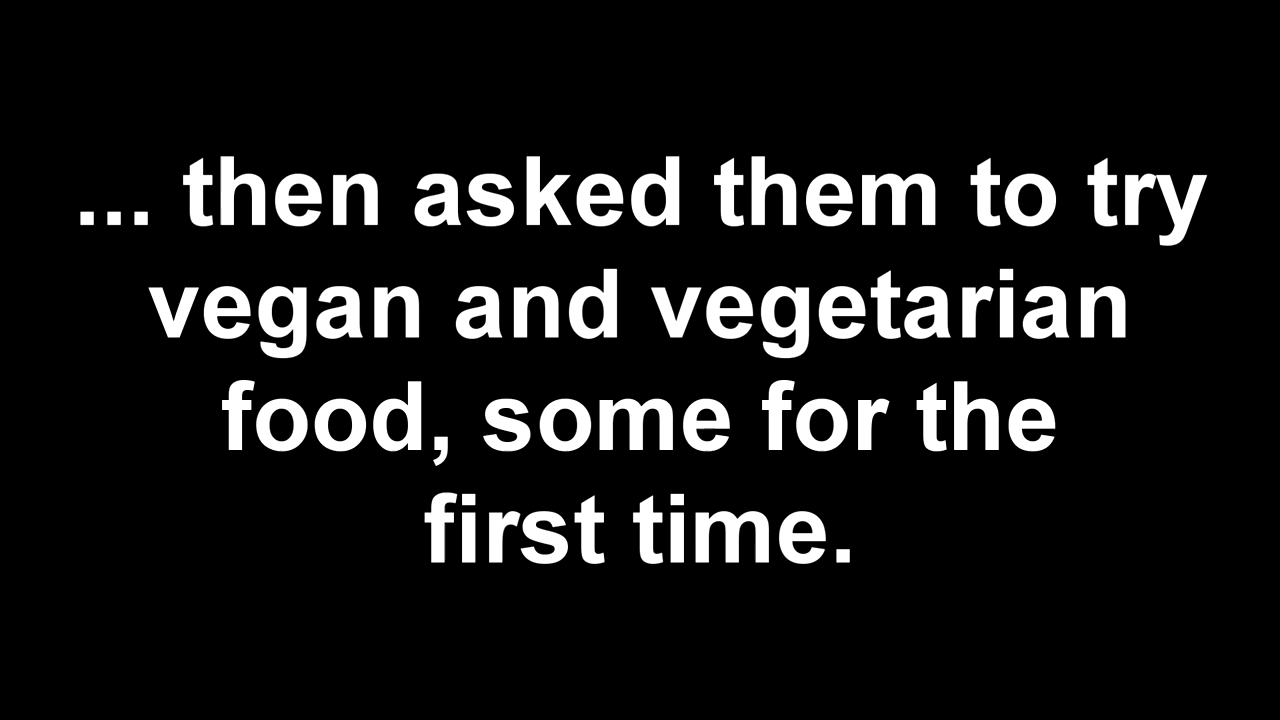 ... then asked them to try
vegan and vegetarian
food, some for the
first time.